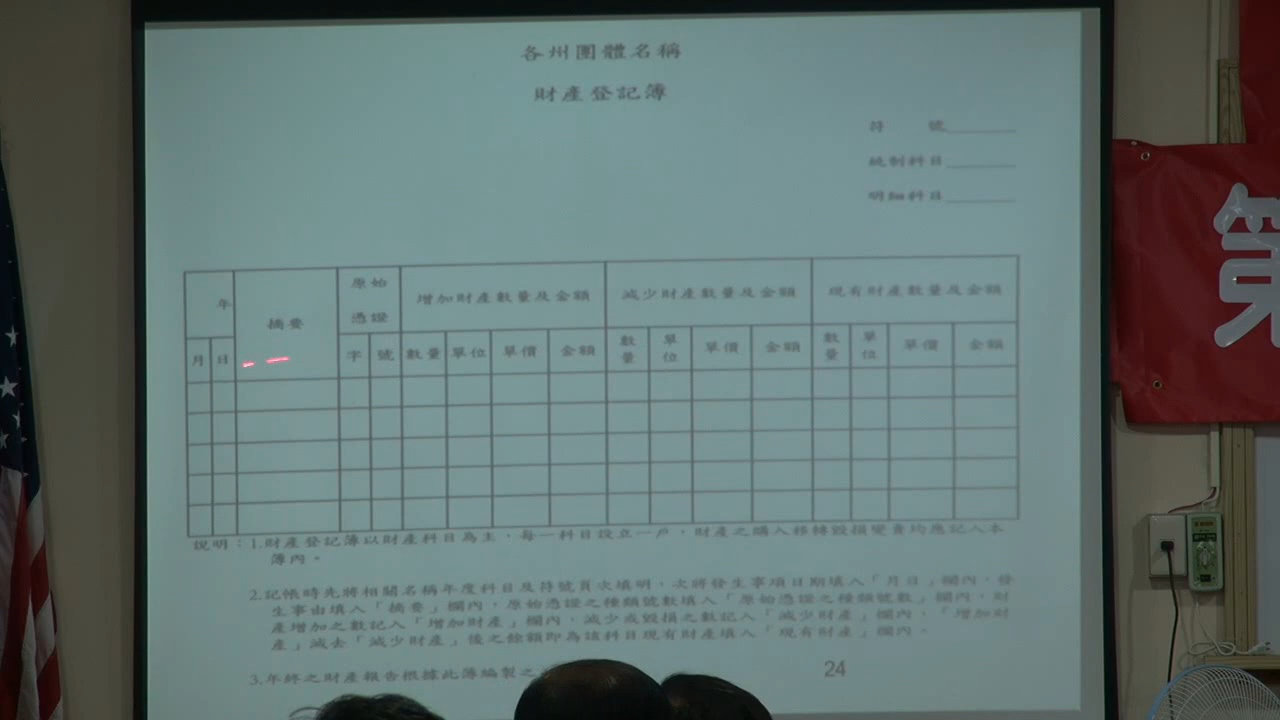 各州團體名稱
財產登記簿
符 號
統制科目
明細科目
年 摘要 原始憑證 增加財產數量及金額 減少財產數量及金額 現有財產數量及金額
月 日 字 號 數量 單位 單價 金額 數量 單位 單價 金額 數量 單位 單價 金額
說明：1.財產登記簿以財產科目為主，每一科目設立一戶，財產之購入移轉毀損變賣均應記入本
簿內。
2.記帳時先將相關名稱年度科目及符號頁次填明，次將發生事項日期填入「月日」欄內，發
生事由填入「摘要」欄內，原始憑證之種類號數填入「原始憑證之種類號數」欄內，財
產增加之數記入「增加財產」欄內，減少或毀損之數記入「減少財產」欄內，「增加財
產」減去「減少財產」後之餘額即為該科目現有財產填入「現有財產」欄內。
3.年終之財產報告根據此簿編製之
24
第